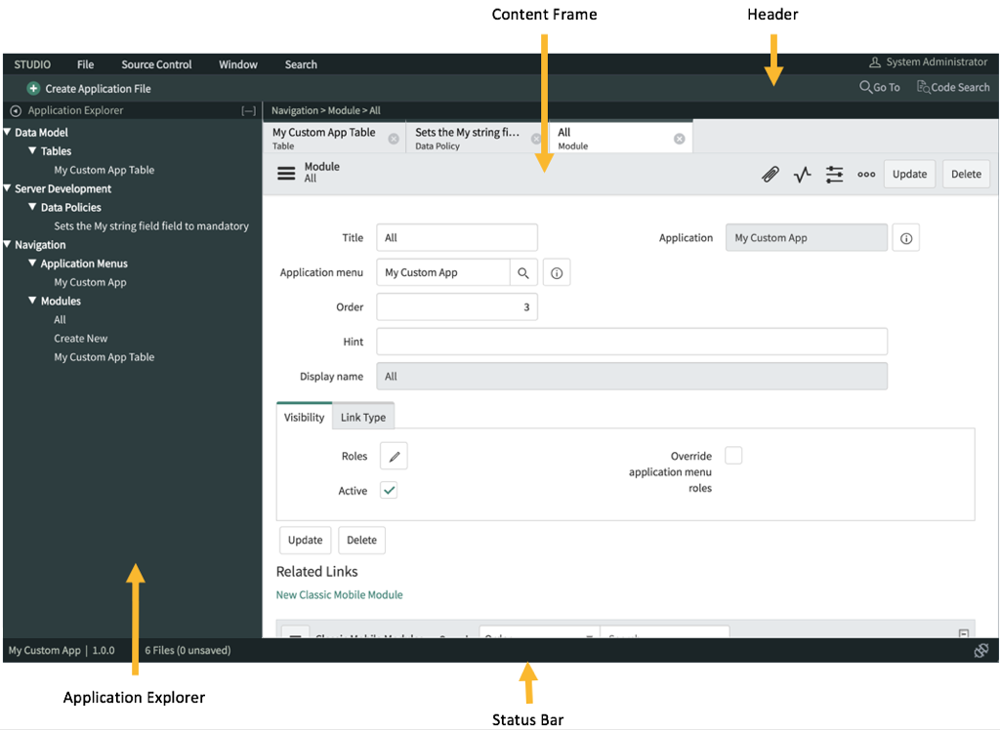 Content Frame
Header
STUDIO File Source Control Window Search System Administrator
Create Application File Go To Code Search
Application Explorer [—] Navigation > Module > All
Data Model
Tables
My Custom App Table
Server Development
Data Policies
Sets the My string field field to mandatory
Navigation
Application Menus
My Custom App
Modules
All
Create New
My Custom App Table
My Custom App Table
Table
Sets the My string fi...
Data Policy
All
Module
Module
All
Update Delete
Title All Application My Custom App
Application menu My Custom App
Order 3
Hint
Display name All
Visibility Link Type
Roles
Active
Override
application menu
roles
Update Delete
Related Links
New Classic Mobile Module
My Custom App | 1.0.0 6 Files (0 unsaved)
Application Explorer
Status Bar